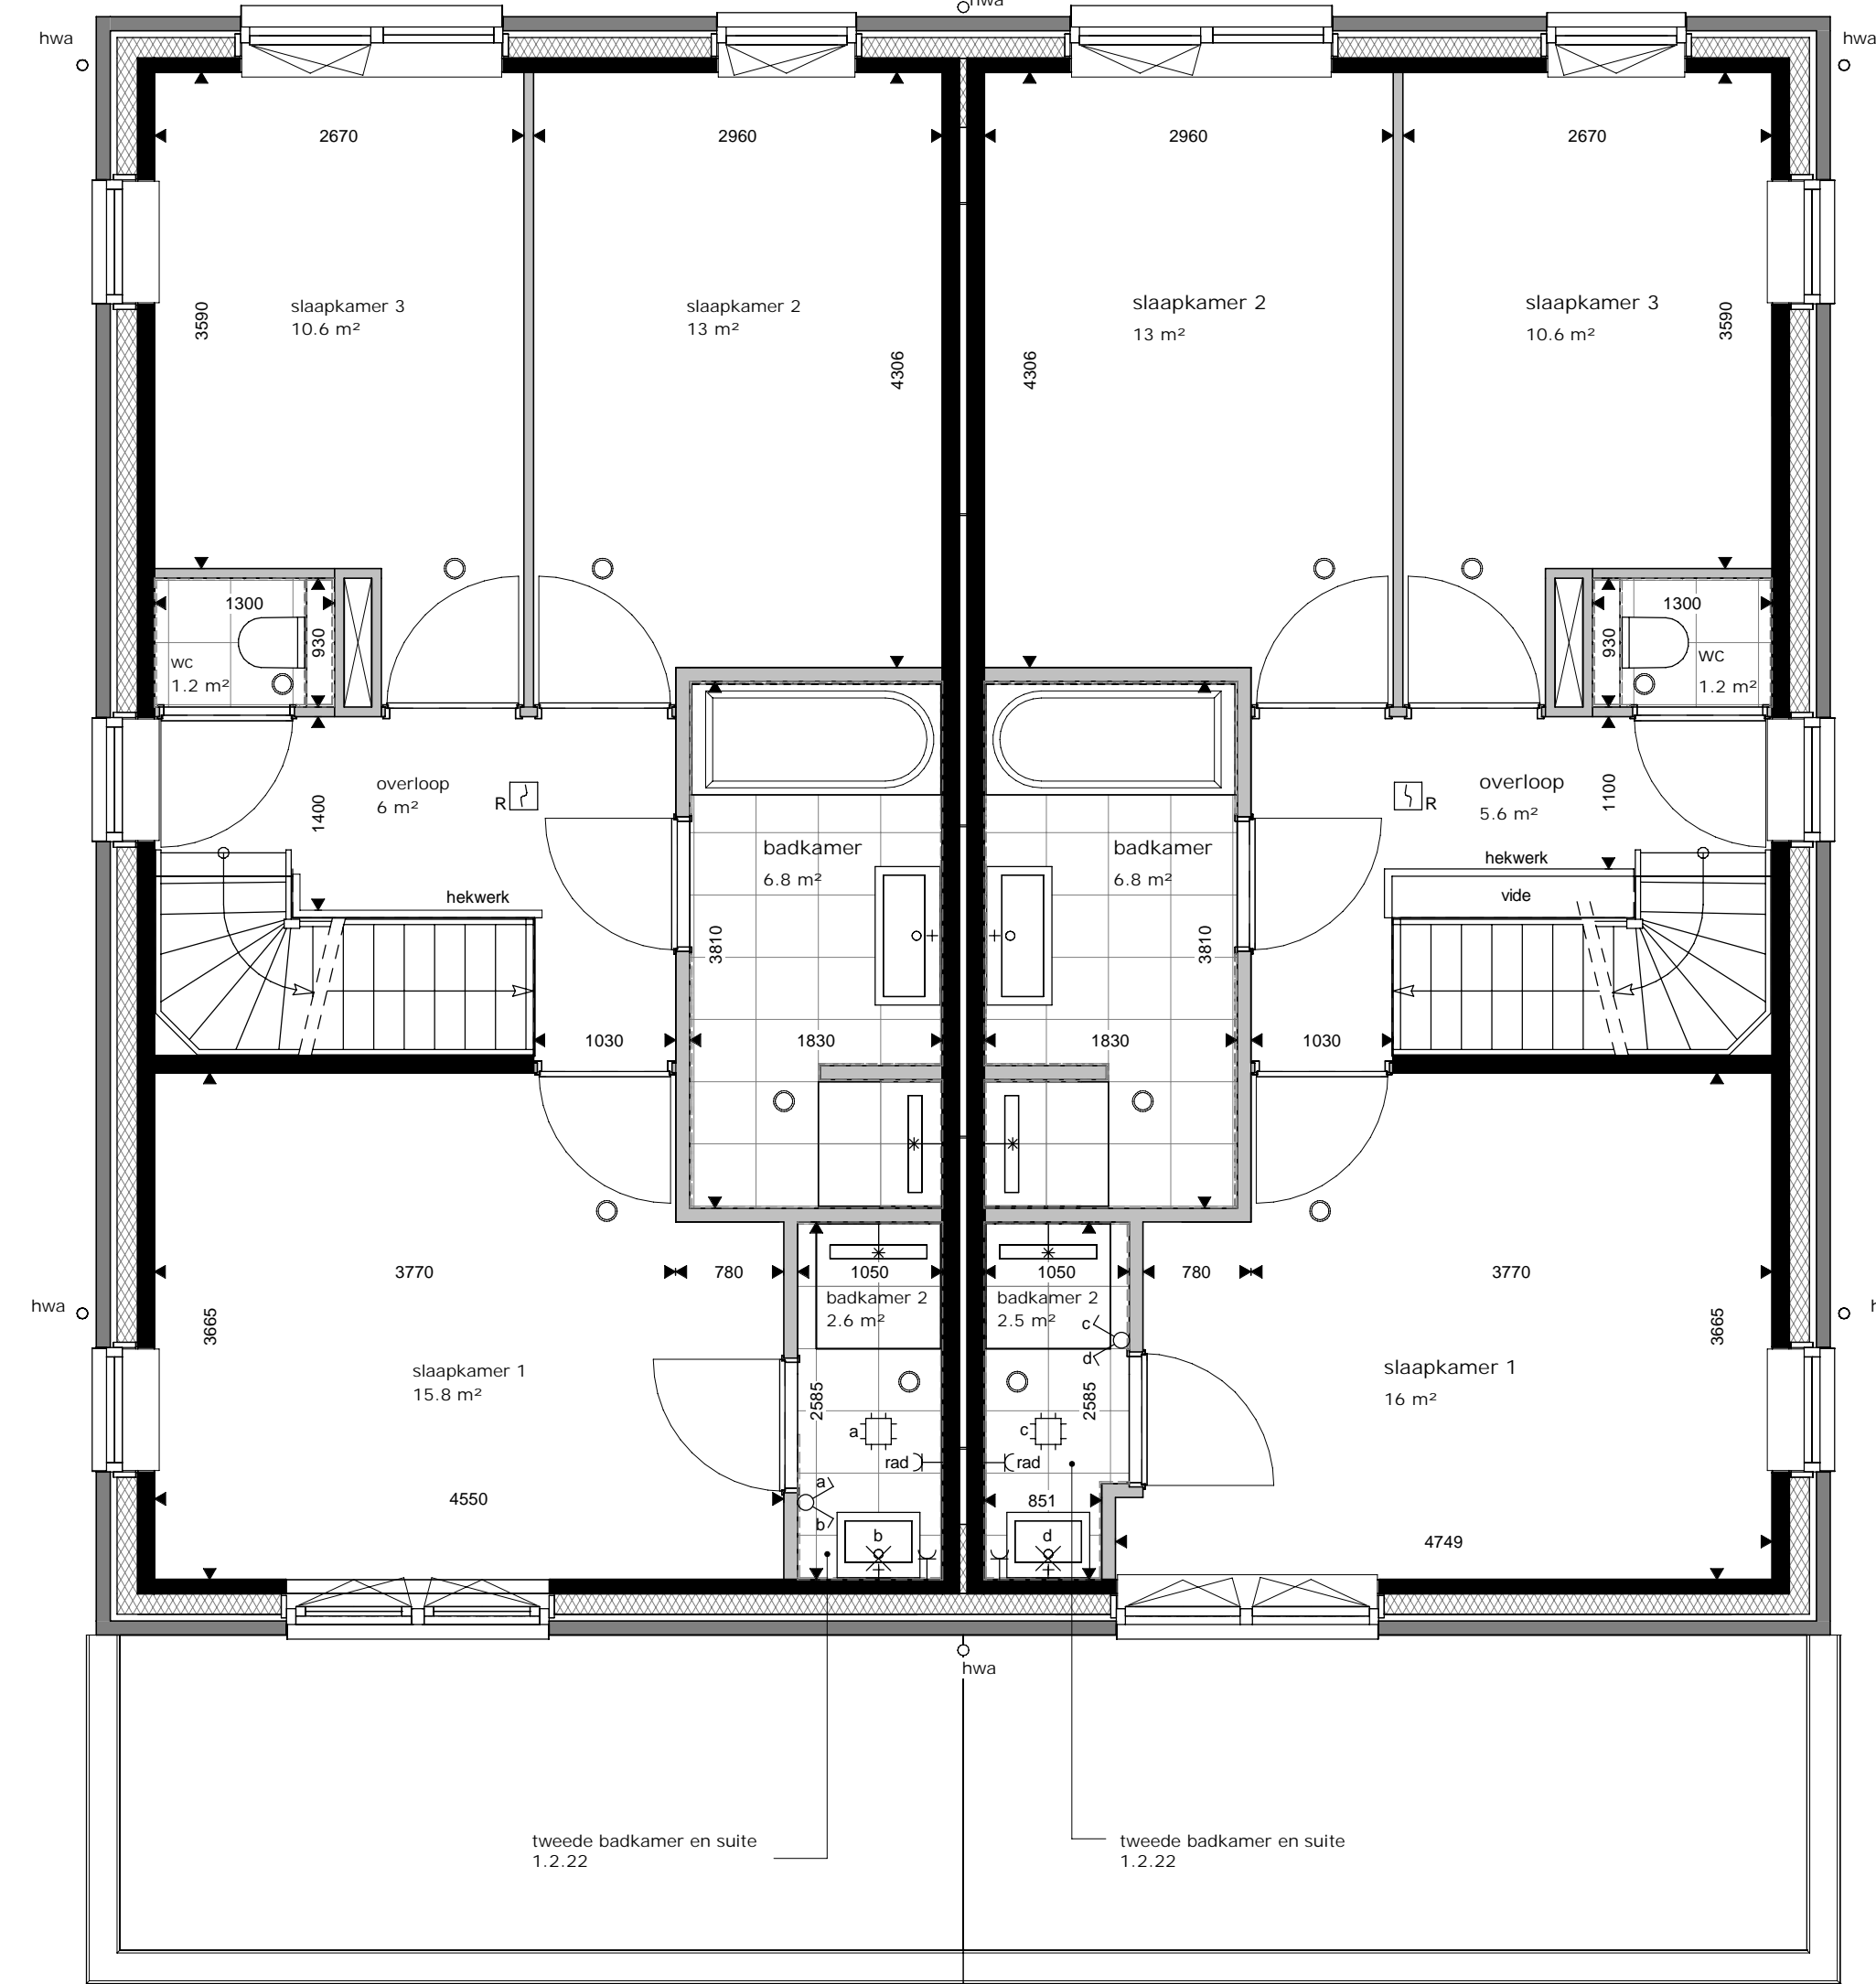 hwa
hwa
hwa
2670
2960
2960
2670
slaapkamer 3
10.6 m²
slaapkamer 2
13 m²
slaapkamer 2
13 m²
slaapkamer 3
10.6 m²
3590
4306
4306
3590
1300
930
wc
1.2 m²
1300
930
wc
1.2 m²
overloop
6 m²
R
1400
overloop
5.6 m²
R
1100
badkamer
6.8 m²
badkamer
6.8 m²
hekwerk
hekwerk
vide
3810
3810
1030
1830
1830
1030
3770
780
1050
1050
780
3770
hwa
h
3665
badkamer 2
2.6 m²
badkamer 2
2.5 m²
c
d
3665
slaapkamer 1
15.8 m²
slaapkamer 1
16 m²
2585
2585
a
c
rad
rad
a
b
4550
851
b
d
4749
hwa
tweede badkamer en suite
1.2.22
tweede badkamer en suite
1.2.22